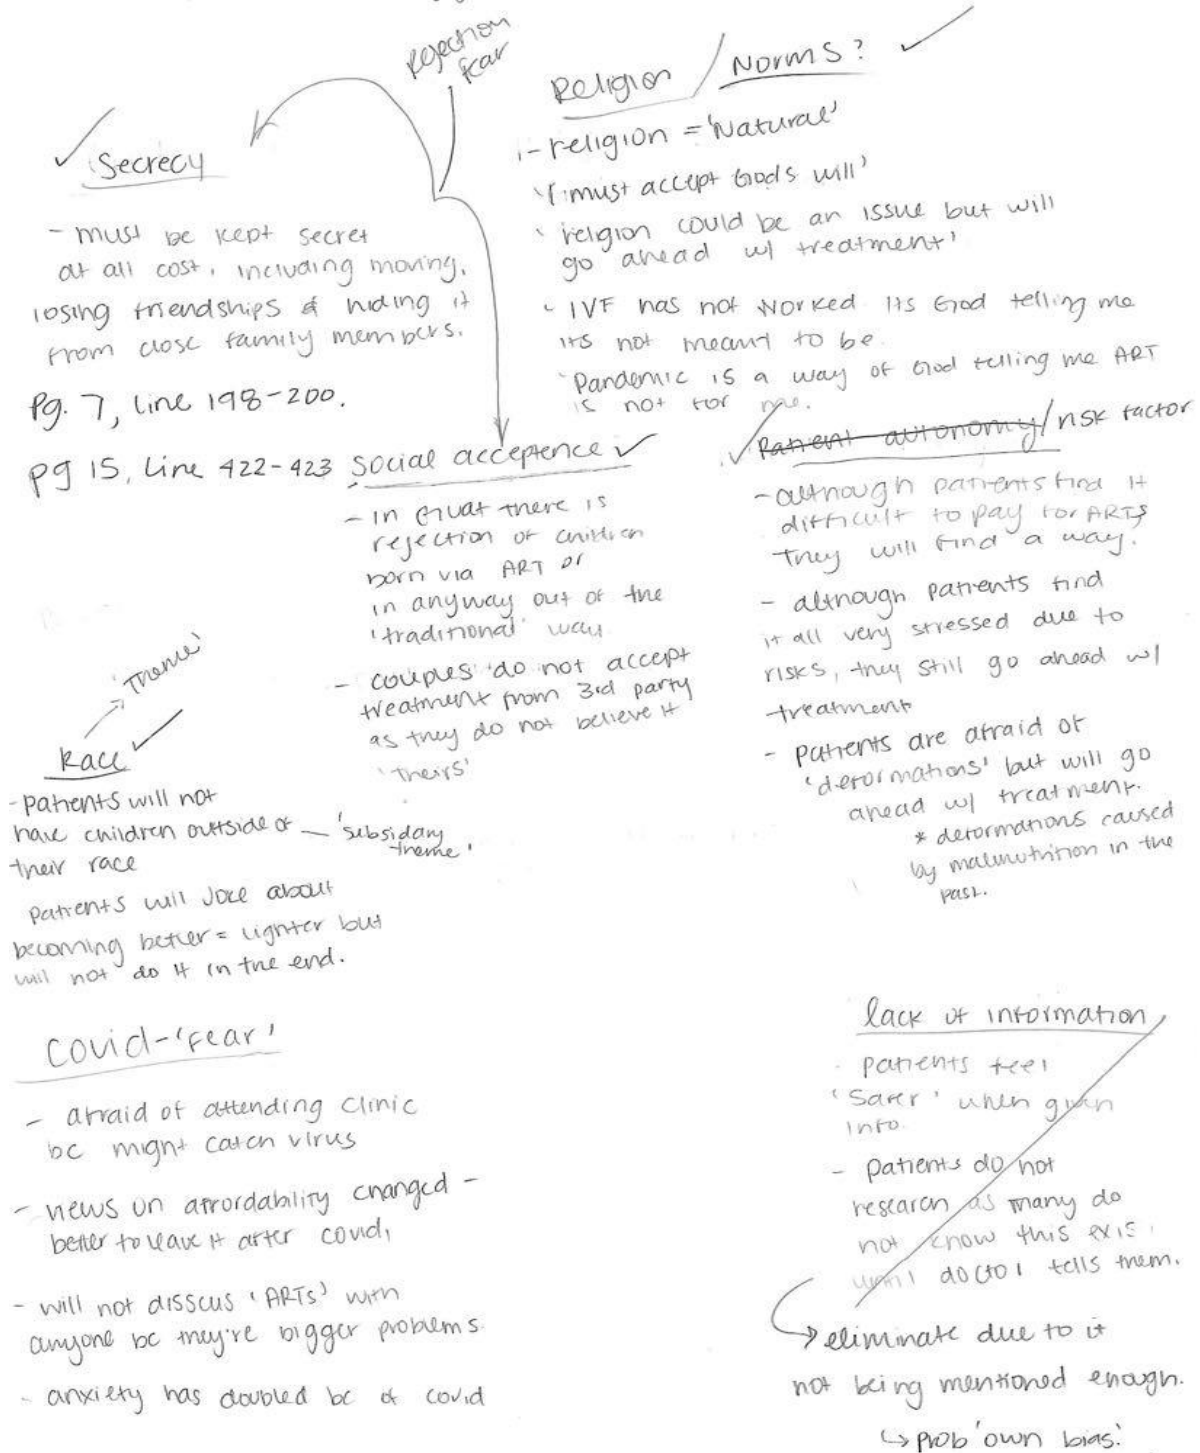 Rejection
fear
Religion / Norms?
- religion = 'Natural'
'I must accept Gods will'
' religion could be an issue but will
go ahead w/ treatment'
- IVF has not worked its God telling me
its not meant to be.
'Pandemic is a way of God telling me ART
is not for me.
Secrecy
- must be kept secret
at all cost, including moving,
losing friendships & hiding it
from close family members.
Pg. 7, line 198-200.
pg 15, line 422-423
Social acceptence
- in Guat there is
rejection of children
born via ART or
in anyway out of the
'traditional' way
- couples 'do not accept
treatment from 3rd party
as they do not believe it
'theirs'
Patient autonomy/risk factor
- although patients find it
difficult to pay for ARTs
they will find a way.
- although patients find
it all very stressed due to
risks, they still go ahead w/
treatment
- patients are afraid of
'deformations' but will go
ahead w/ treatment.
* deformations caused
by malnutrition in the
past.
'Theme'
Race
- patients will not
have children outside of
their race
'subsidary
theme'
Patients will joke about
becoming better = lighter but
will not do it in the end.
Covid-'fear'
- afraid of attending clinic
bc might catch virus
- news on affordability changed -
better to leave it after covid,
- will not disscus 'ARTs' with
anyone bc they're bigger problems
- anxiety has doubled bc of covid
lack of information
- patients feel
'safer' when given
info.
- patients do not
research as many do
not know this exis
until doctor tells them.
eliminate due to it
not being mentioned enough.
prob 'own bias'